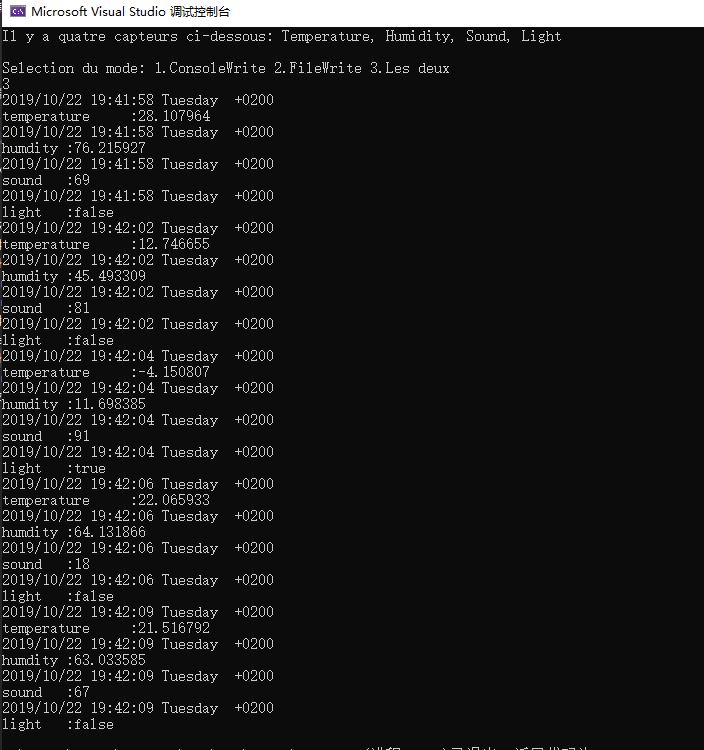 Microsoft Visual Studio 调试控制台
Il y a quatre capteurs ci-dessous: Temperature, Humidity, Sound, Light
Selection du mode: 1.ConsoleWrite 2.FileWrite 3.Les deux
3
2019/10/22 19:41:58 Tuesday  +0200
temperature     :28.107964
2019/10/22 19:41:58 Tuesday  +0200
humdity :76.215927
2019/10/22 19:41:58 Tuesday  +0200
sound   :69
2019/10/22 19:41:58 Tuesday  +0200
light   :false
2019/10/22 19:42:02 Tuesday  +0200
temperature     :12.746655
2019/10/22 19:42:02 Tuesday  +0200
humdity :45.493309
2019/10/22 19:42:02 Tuesday  +0200
sound   :81
2019/10/22 19:42:02 Tuesday  +0200
light   :false
2019/10/22 19:42:04 Tuesday  +0200
temperature     :-4.150807
2019/10/22 19:42:04 Tuesday  +0200
humdity :11.698385
2019/10/22 19:42:04 Tuesday  +0200
sound   :91
2019/10/22 19:42:04 Tuesday  +0200
light   :true
2019/10/22 19:42:06 Tuesday  +0200
temperature     :22.065933
2019/10/22 19:42:06 Tuesday  +0200
humdity :64.131866
2019/10/22 19:42:06 Tuesday  +0200
sound   :18
2019/10/22 19:42:06 Tuesday  +0200
light   :false
2019/10/22 19:42:09 Tuesday  +0200
temperature     :21.516792
2019/10/22 19:42:09 Tuesday  +0200
humdity :63.033585
2019/10/22 19:42:09 Tuesday  +0200
sound   :67
2019/10/22 19:42:09 Tuesday  +0200
light   :false